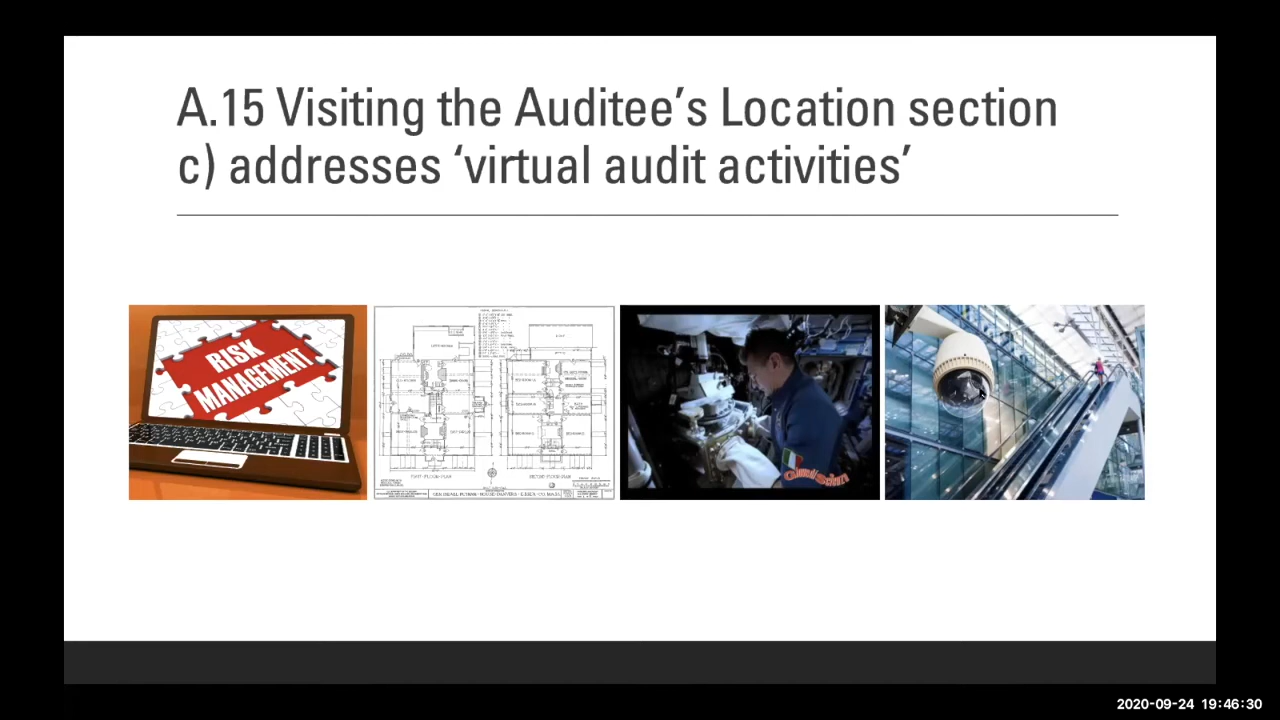 A.15 Visiting the Auditee’s Location section
c) addresses ‘virtual audit activities’
RISK
MANAGEMENT
2020-09-24 19:46:30